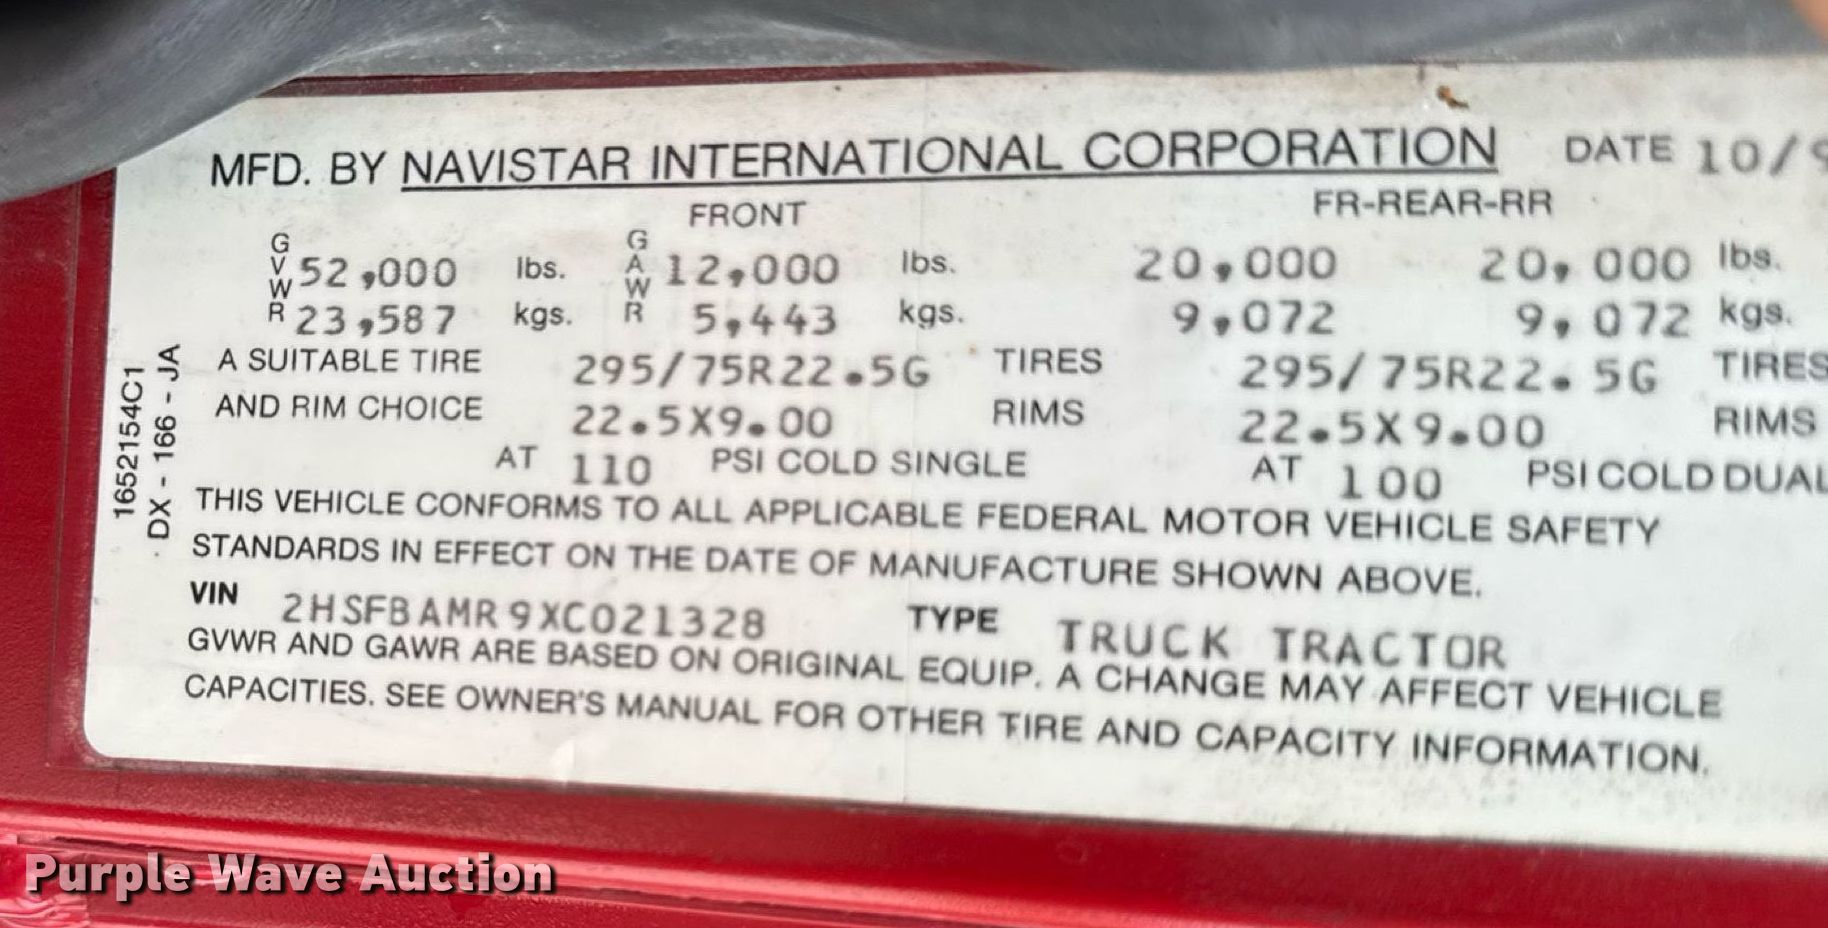 MFD. BY NAVISTAR INTERNATIONAL CORPORATION DATE 10/9
FRONT FR-REAR-RR
GVWR 52,000 lbs. GAWR 12,000 lbs. 20,000 20,000 lbs.
23,587 kgs. 5,443 kgs. 9,072 9,072 kgs.
A SUITABLE TIRE 295/75R22.5G TIRES 295/75R22.5G TIRES
AND RIM CHOICE 22.5X9.00 RIMS 22.5X9.00 RIMS
AT 110 PSI COLD SINGLE AT 100 PSI COLD DUAL
THIS VEHICLE CONFORMS TO ALL APPLICABLE FEDERAL MOTOR VEHICLE SAFETY
STANDARDS IN EFFECT ON THE DATE OF MANUFACTURE SHOWN ABOVE.
VIN 2HSFBAMR9XC021328 TYPE TRUCK TRACTOR
GVWR AND GAWR ARE BASED ON ORIGINAL EQUIP. A CHANGE MAY AFFECT VEHICLE
CAPACITIES. SEE OWNER'S MANUAL FOR OTHER TIRE AND CAPACITY INFORMATION.
1652154C1
DX - 166 - JA
Purple Wave Auction